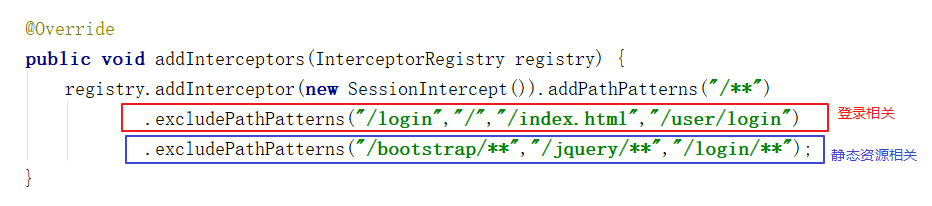 @Override
public void addInterceptors(InterceptorRegistry registry) {
registry.addInterceptor(new SessionIntercept()).addPathPatterns("/**")
.excludePathPatterns("/login","/","/index.html","/user/login") 登录相关
.excludePathPatterns("/bootstrap/**","/jquery/**","/login/**"); 静态资源相关
}